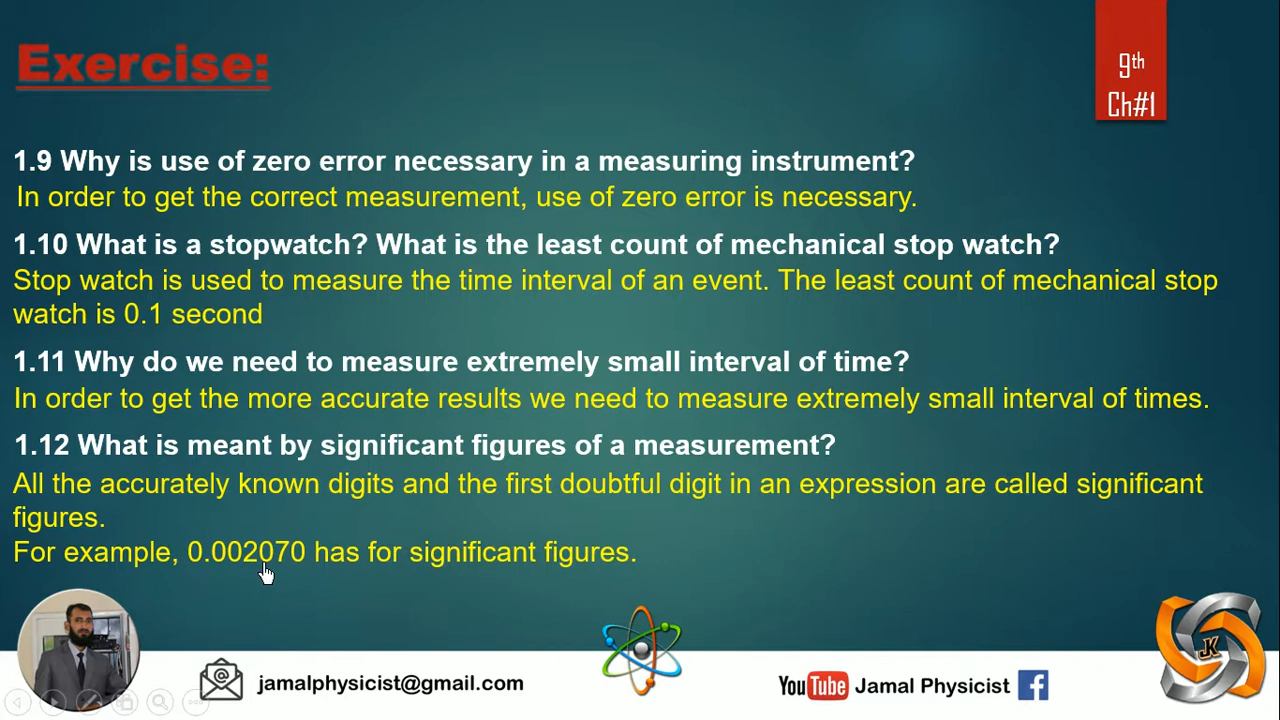 Exercise:
9th
Ch#1
1.9 Why is use of zero error necessary in a measuring instrument?
In order to get the correct measurement, use of zero error is necessary.
1.10 What is a stopwatch? What is the least count of mechanical stop watch?
Stop watch is used to measure the time interval of an event. The least count of mechanical stop
watch is 0.1 second
1.11 Why do we need to measure extremely small interval of time?
In order to get the more accurate results we need to measure extremely small interval of times.
1.12 What is meant by significant figures of a measurement?
All the accurately known digits and the first doubtful digit in an expression are called significant
figures.
For example, 0.002070 has for significant figures.
jamalphysicist@gmail.com
YouTube Jamal Physicist f
JK